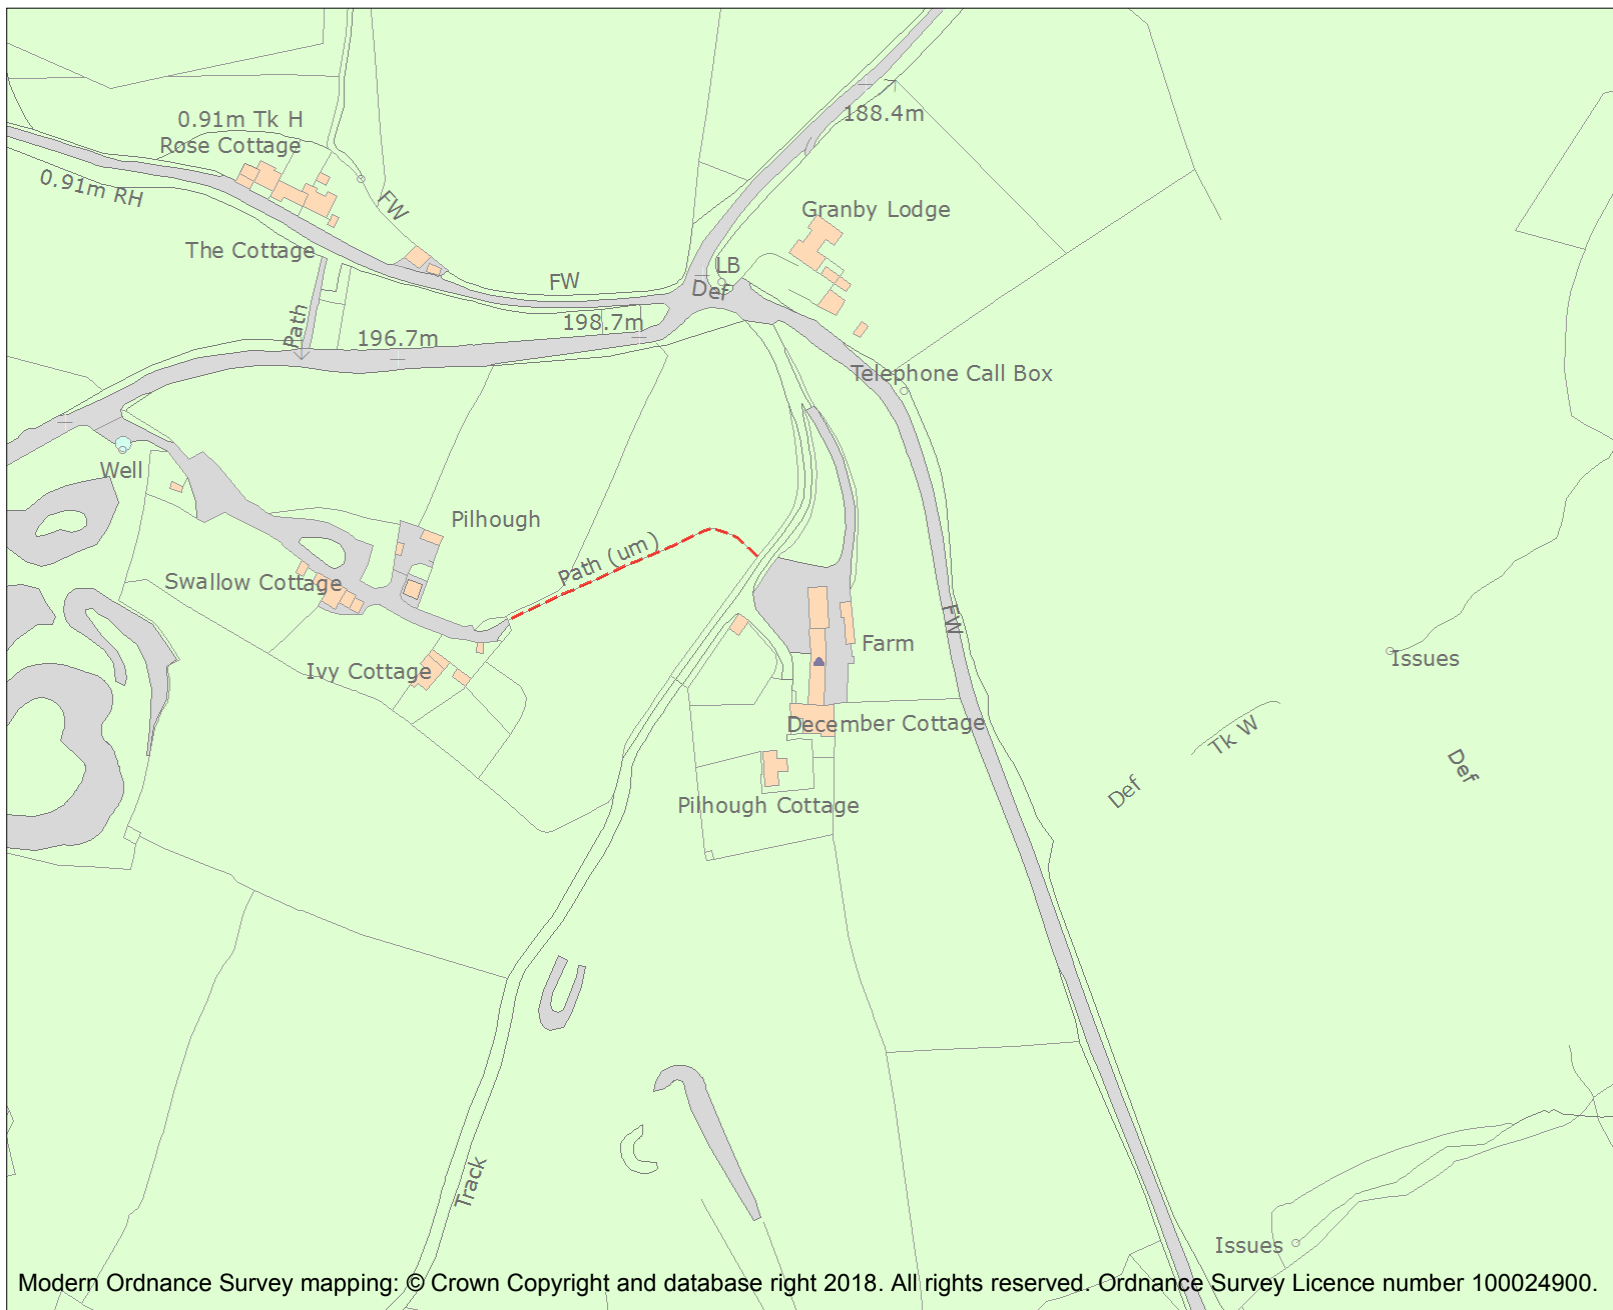 0.91m Tk H
188.4m
Rose Cottage
0.91m RH
FW
Granby Lodge
The Cottage
LB
FW
Def
Path
198.7m
196.7m
Telephone Call Box
Well
Pilhough
Path (um)
Swallow Cottage
FW
Farm
Issues
Ivy Cottage
December Cottage
Tk W
Def
Def
Pilhough Cottage
Track
Issues
Modern Ordnance Survey mapping: © Crown Copyright and database right 2018. All rights reserved. Ordnance Survey Licence number 100024900.